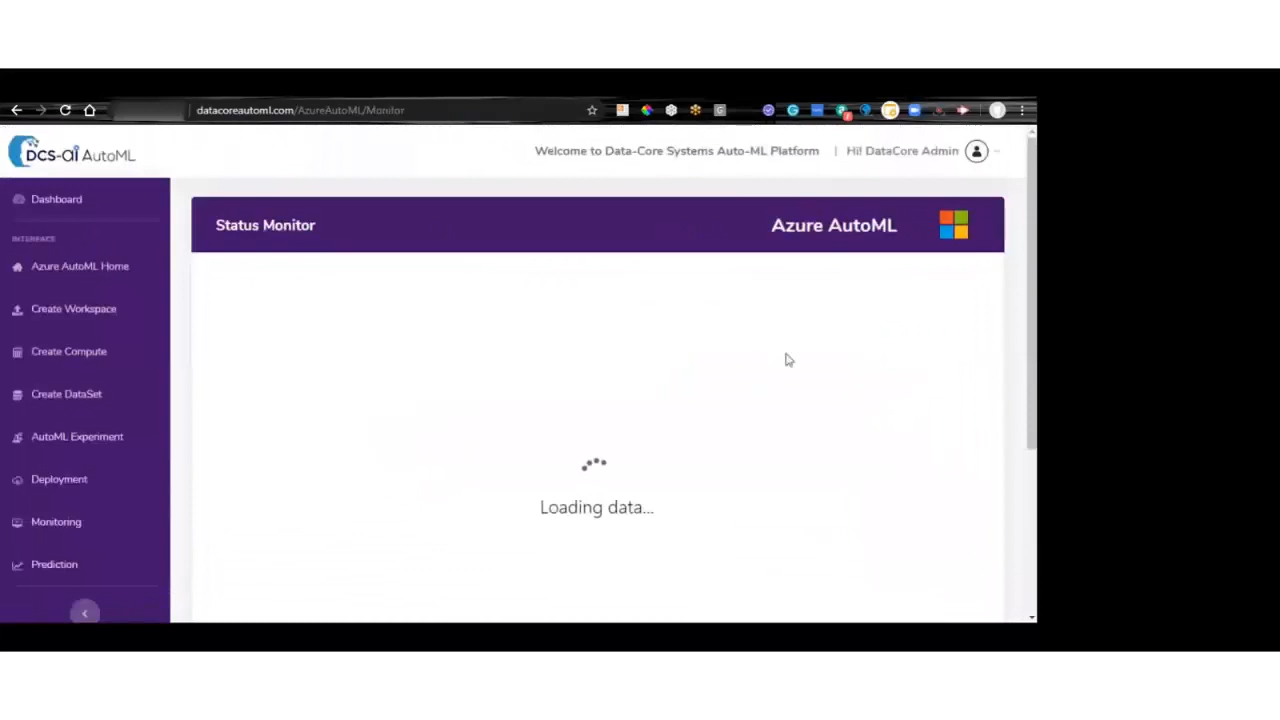 datacoreautoml.com/AzureAutoML/Monitor
DCS-ai AutoML
Welcome to Data-Core Systems Auto-ML Platform | Hi! DataCore Admin
Dashboard
INTERFACE
Azure AutoML Home
Create Workspace
Create Compute
Create DataSet
AutoML Experiment
Deployment
Monitoring
Prediction
Status Monitor
Azure AutoML
Loading data...